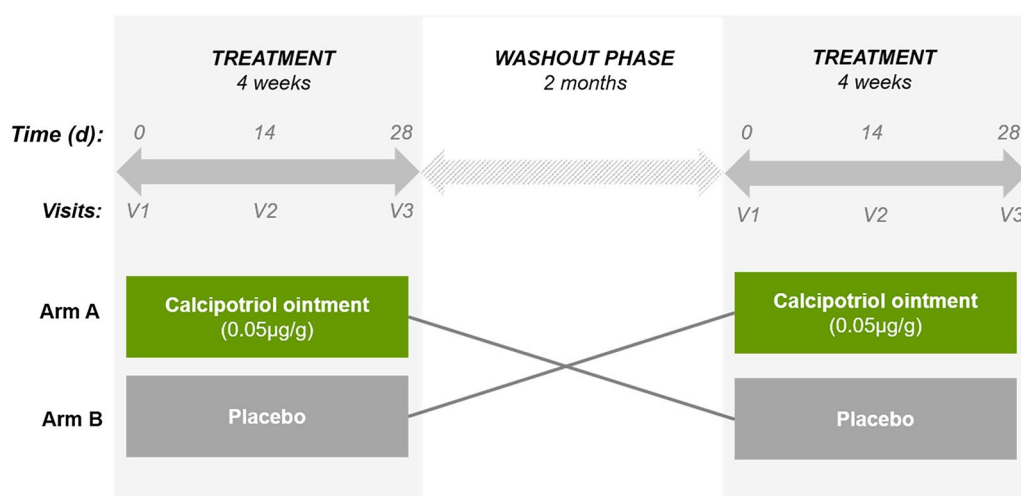 TREATMENT WASHOUT PHASE TREATMENT
4 weeks 2 months 4 weeks
Time (d): 0 14 28 0 14 28
Visits: V1 V2 V3 V1 V2 V3
Arm A
Calcipotriol ointment
(0.05µg/g)
Calcipotriol ointment
(0.05µg/g)
Arm B Placebo Placebo